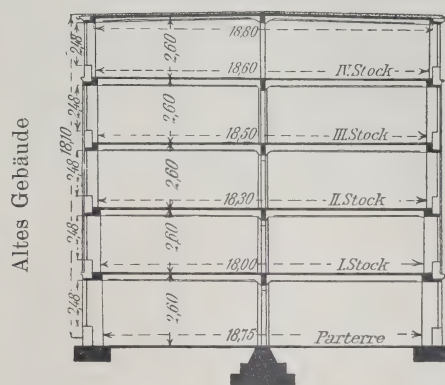 Altes Gebäude
18,80
2,48
2,60
18,60
IV. Stock
18,10
2,48
2,60
18,50
III. Stock
2,48
2,60
18,30
II. Stock
2,48
2,60
18,00
I. Stock
2,48
2,60
18,75
Parterre